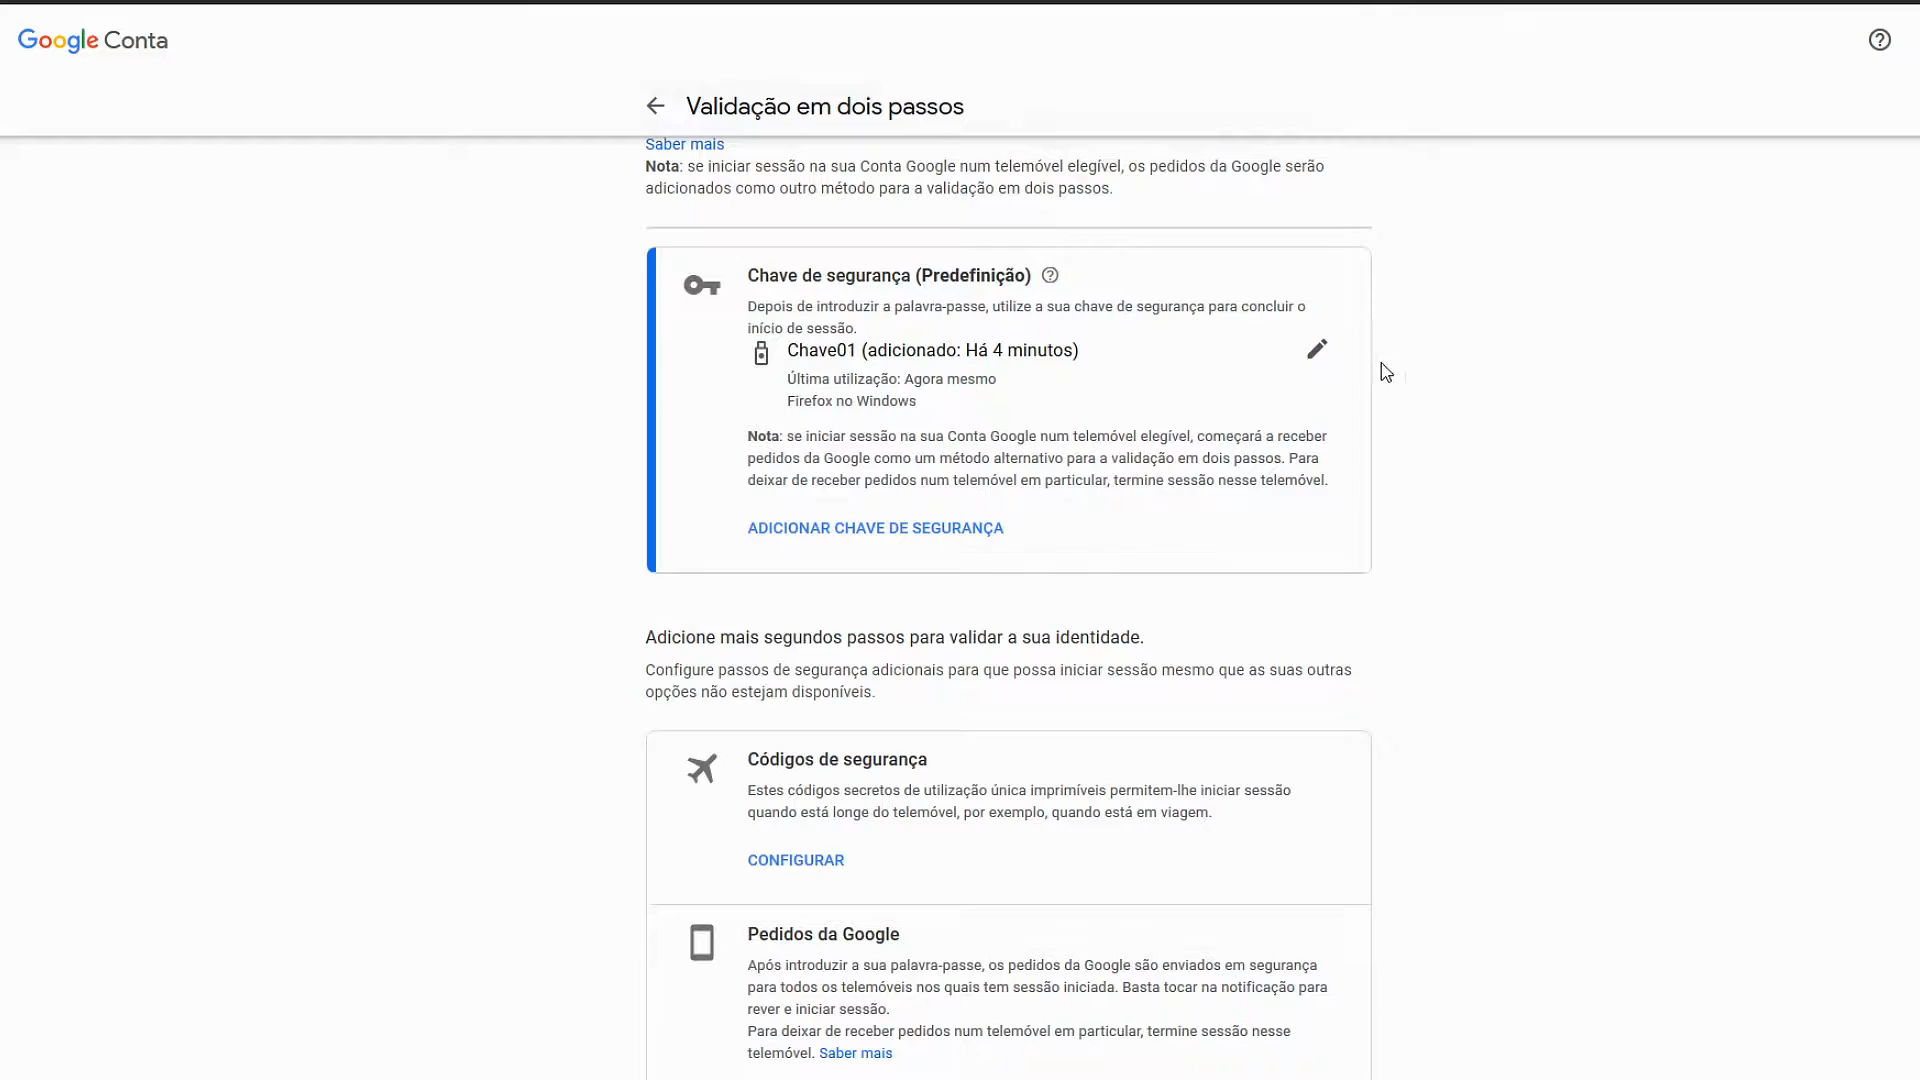 Google Conta
Validação em dois passos
Saber mais
Nota: se iniciar sessão na sua Conta Google num telemóvel elegível, os pedidos da Google serão
adicionados como outro método para a validação em dois passos.
Chave de segurança (Predefinição)
Depois de introduzir a palavra-passe, utilize a sua chave de segurança para concluir o
início de sessão.
Chave01 (adicionado: Há 4 minutos)
Última utilização: Agora mesmo
Firefox no Windows
Nota: se iniciar sessão na sua Conta Google num telemóvel elegível, começará a receber
pedidos da Google como um método alternativo para a validação em dois passos. Para
deixar de receber pedidos num telemóvel em particular, termine sessão nesse telemóvel.
ADICIONAR CHAVE DE SEGURANÇA
Adicione mais segundos passos para validar a sua identidade.
Configure passos de segurança adicionais para que possa iniciar sessão mesmo que as suas outras
opções não estejam disponíveis.
Códigos de segurança
Estes códigos secretos de utilização única imprimíveis permitem-lhe iniciar sessão
quando está longe do telemóvel, por exemplo, quando está em viagem.
CONFIGURAR
Pedidos da Google
Após introduzir a sua palavra-passe, os pedidos da Google são enviados em segurança
para todos os telemóveis nos quais tem sessão iniciada. Basta tocar na notificação para
rever e iniciar sessão.
Para deixar de receber pedidos num telemóvel em particular, termine sessão nesse
telemóvel. Saber mais